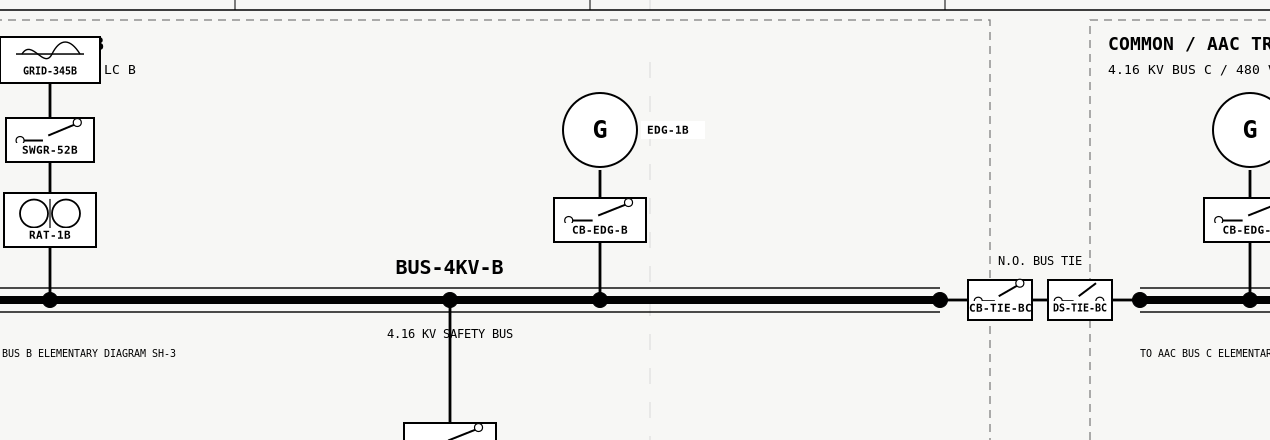 COMMON / AAC TR
LC B
4.16 KV BUS C / 480
GRID-345B
G
EDG-1B
G
SWGR-52B
RAT-1B
CB-EDG-B
CB-EDG-
BUS-4KV-B
N.O. BUS TIE
CB-TIE-BC
DS-TIE-BC
4.16 KV SAFETY BUS
BUS B ELEMENTARY DIAGRAM SH-3
TO AAC BUS C ELEMENTAR